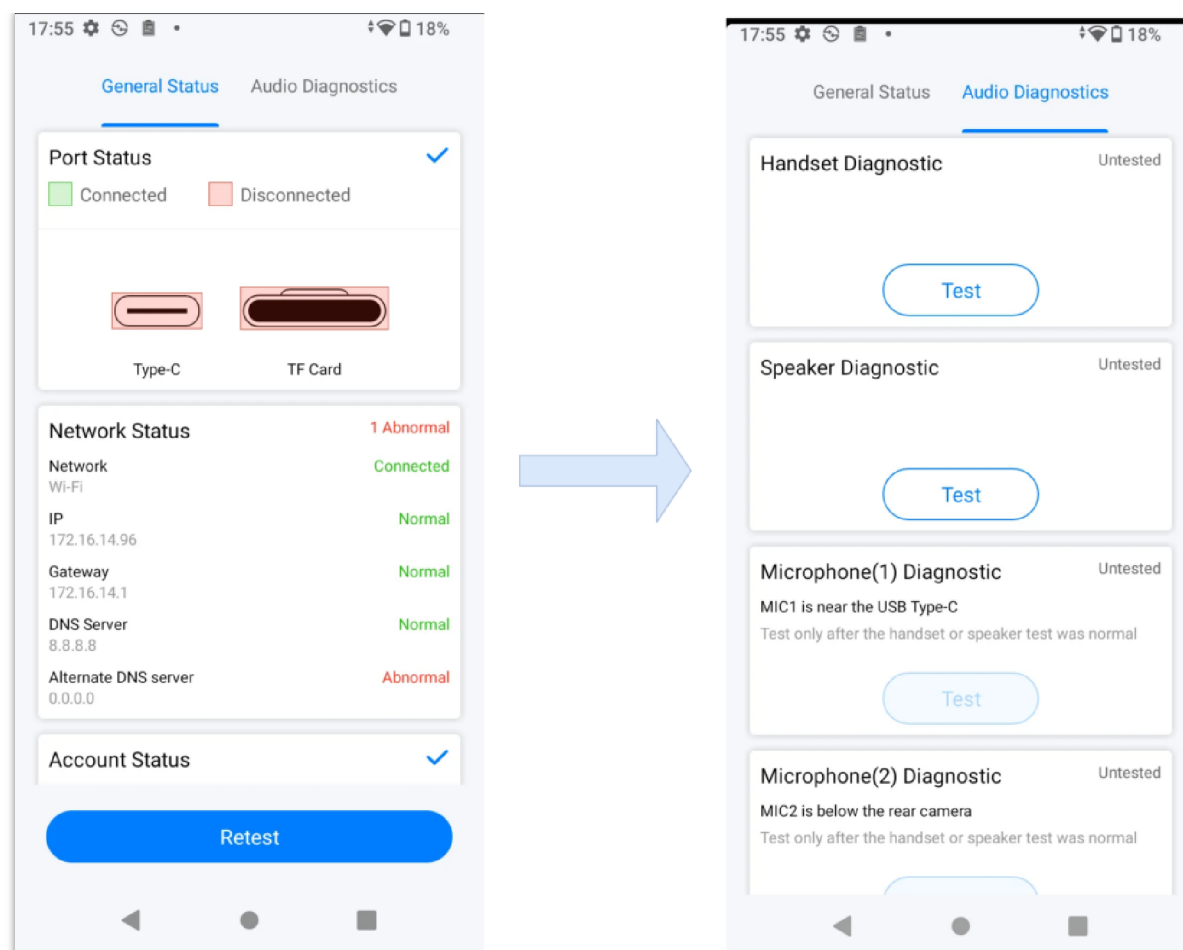 17:55 18%
General Status Audio Diagnostics
Port Status
Connected Disconnected
Type-C TF Card
Network Status 1 Abnormal
Network Connected
Wi-Fi
IP Normal
172.16.14.96
Gateway Normal
172.16.14.1
DNS Server Normal
8.8.8.8
Alternate DNS server Abnormal
0.0.0.0
Account Status
Retest
17:55 18%
General Status Audio Diagnostics
Handset Diagnostic Untested
Test
Speaker Diagnostic Untested
Test
Microphone(1) Diagnostic Untested
MIC1 is near the USB Type-C
Test only after the handset or speaker test was normal
Test
Microphone(2) Diagnostic Untested
MIC2 is below the rear camera
Test only after the handset or speaker test was normal